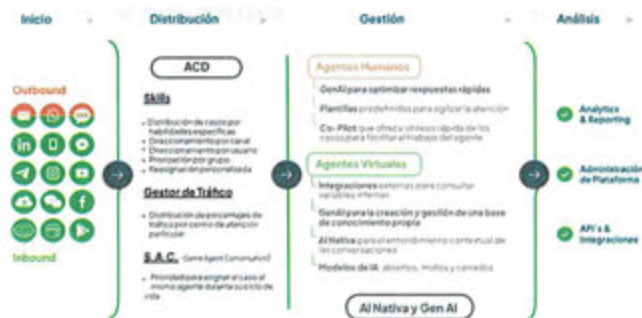 Inicio
Distribución
Gestión
Análisis
Outbound
Inbound
ACD
Skills
Distribución de casos por
habilidades específicas
Direccionamiento por canal
Direccionamiento por usuario
Priorización por grupo
Reasignación personalizada
Gestor de Tráfico
Distribución de porcentajes de
tráfico por centro de atención
particular
S.A.C. (Same Agent Communication)
Prioridad para asignar el caso al
mismo agente durante su ciclo de
vida
Agentes Humanos
GenAI para optimizar respuestas rápidas
Plantillas predefinidas para agilizar la atención
Co-Pilot que ofrece síntesis rápida de los
casos para facilitar el trabajo del agente
Agentes Virtuales
Integraciones externas para consultar
variables internas
GenAI para la creación y gestión de una base
de conocimiento propia
AI Nativa para el entendimiento contextual de
las conversaciones
Modelos de IA abiertos, mixtos y cerrados
AI Nativa y Gen AI
Analytics
& Reporting
Administración
de Plataforma
API's &
Integraciones